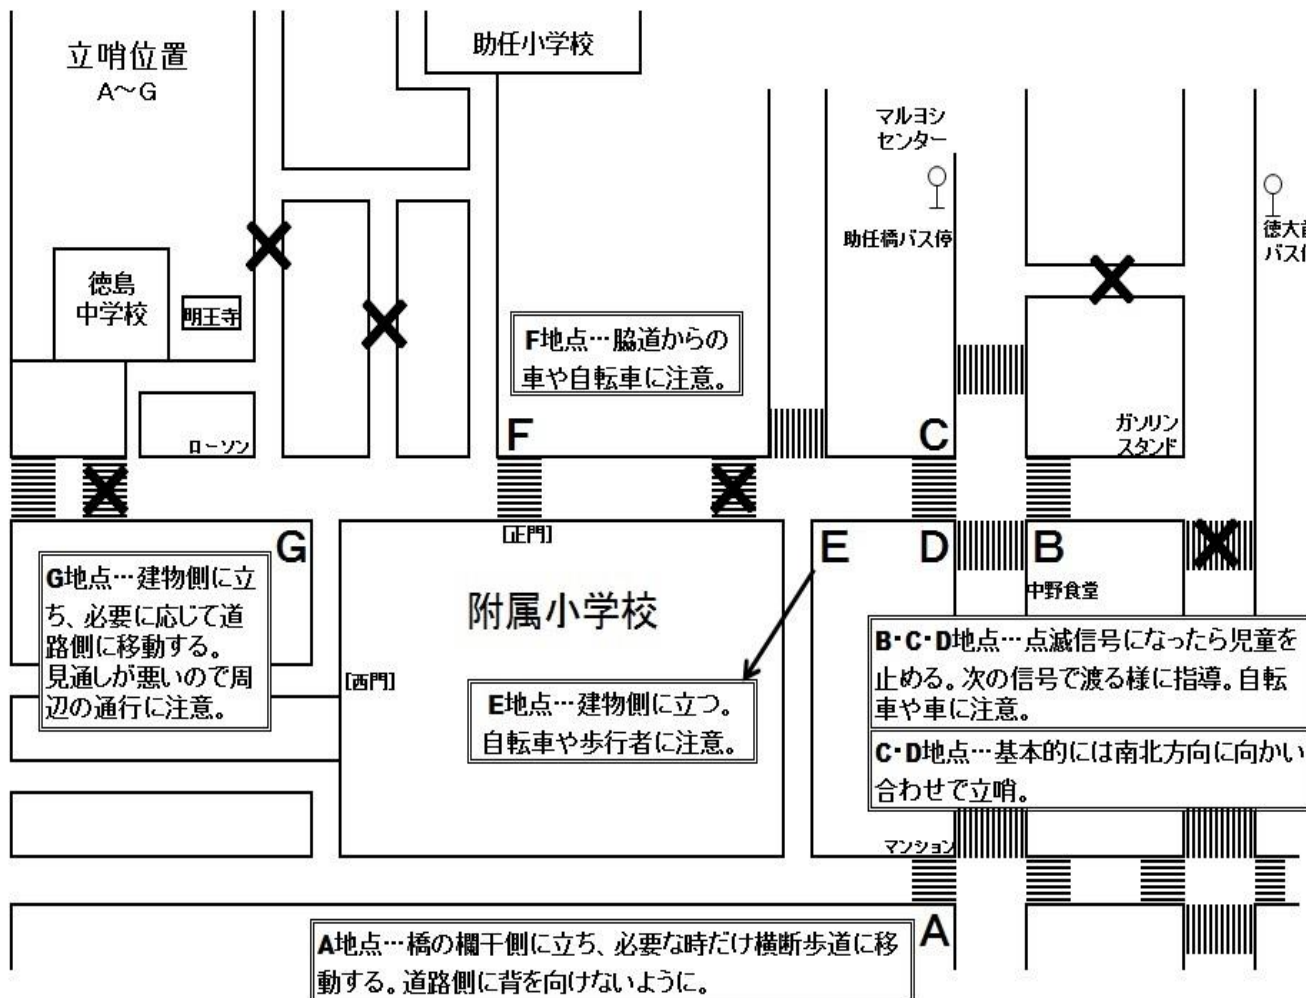 立哨位置
A～G
助任小学校
マルヨシ
センター
助任橋バス停
徳大前
バス停
徳島
中学校
明王寺
F地点…脇道からの
車や自転車に注意。
ローソン
F
C
ガソリン
スタンド
G
[正門]
E
D
B
中野食堂
G地点…建物側に立
ち、必要に応じて道
路側に移動する。
見通しが悪いので周
辺の通行に注意。
附属小学校
[西門]
E地点…建物側に立つ。
自転車や歩行者に注意。
B・C・D地点…点滅信号になったら児童を
止める。次の信号で渡る様に指導。自転
車や車に注意。
C・D地点…基本的には南北方向に向かい
合わせで立哨。
マンション
A
A地点…橋の欄干側に立ち、必要な時だけ横断歩道に移
動する。道路側に背を向けないように。